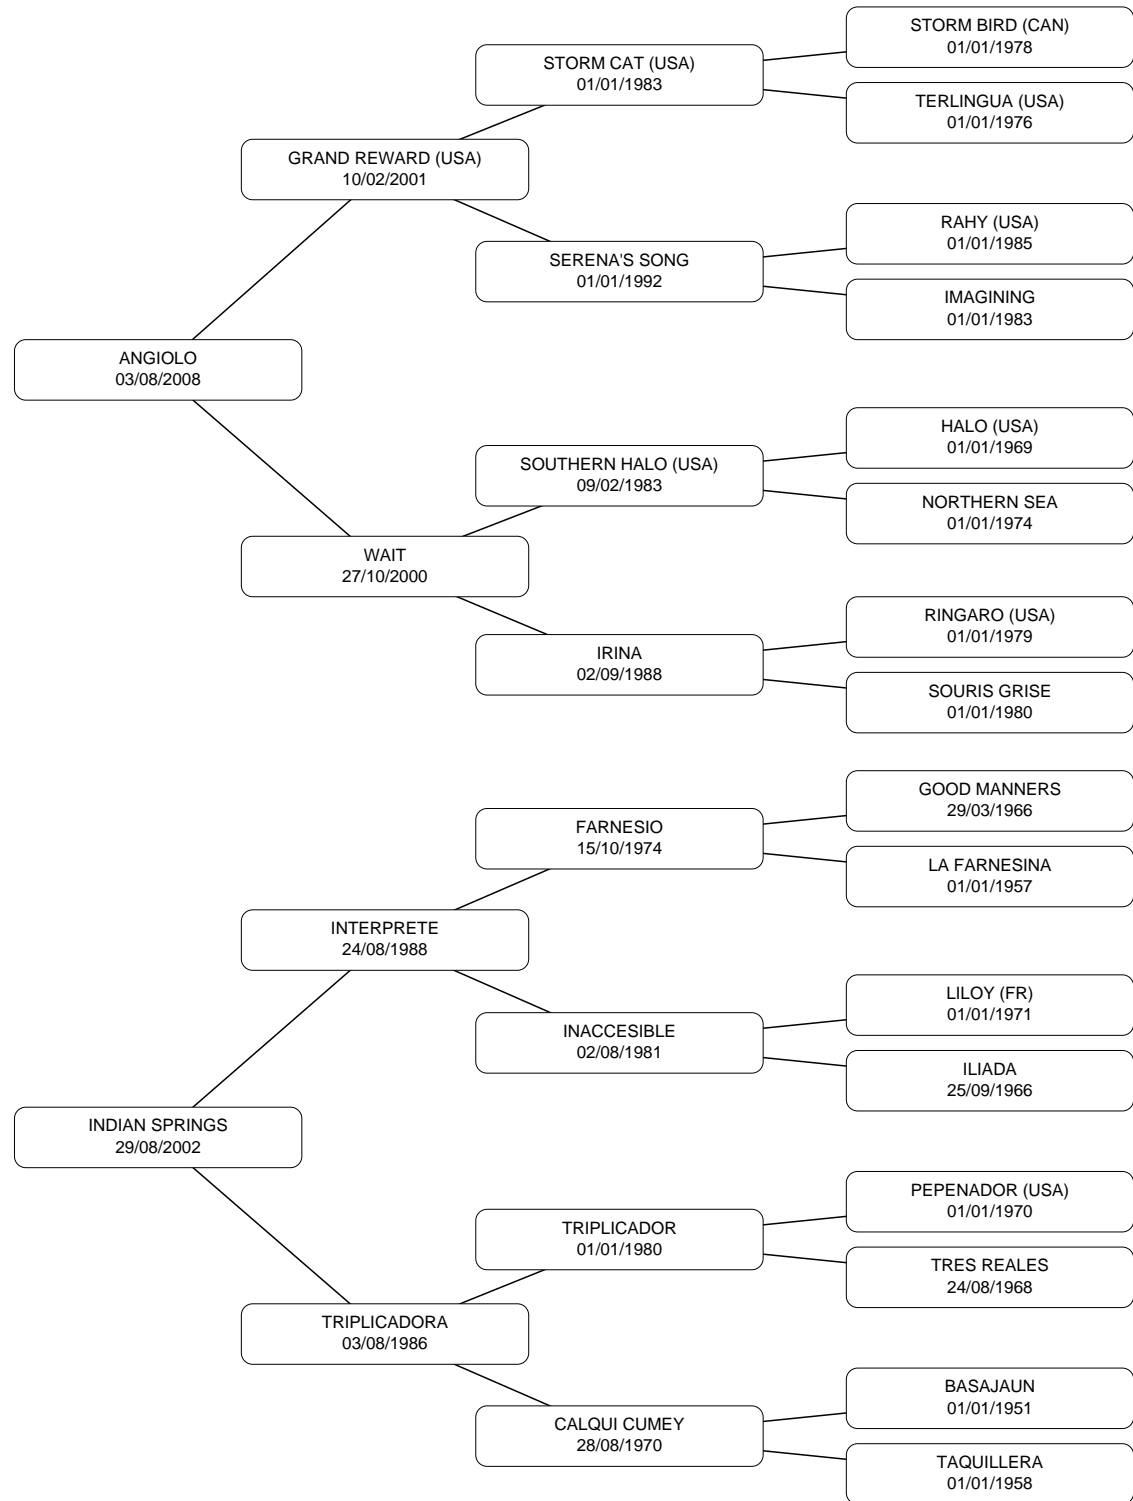 STORM BIRD (CAN)
01/01/1978
STORM CAT (USA)
01/01/1983
TERLINGUA (USA)
01/01/1976
GRAND REWARD (USA)
10/02/2001
RAHY (USA)
01/01/1985
SERENA'S SONG
01/01/1992
IMAGINING
01/01/1983
ANGIOLO
03/08/2008
HALO (USA)
01/01/1969
SOUTHERN HALO (USA)
09/02/1983
NORTHERN SEA
01/01/1974
WAIT
27/10/2000
RINGARO (USA)
01/01/1979
IRINA
02/09/1988
SOURIS GRISE
01/01/1980
GOOD MANNERS
29/03/1966
FARNESIO
15/10/1974
LA FARNESINA
01/01/1957
INTERPRETE
24/08/1988
LILOY (FR)
01/01/1971
INACCESIBLE
02/08/1981
ILIADA
25/09/1966
INDIAN SPRINGS
29/08/2002
PEPENADOR (USA)
01/01/1970
TRIPLICADOR
01/01/1980
TRES REALES
24/08/1968
TRIPLICADORA
03/08/1986
BASAJAUN
01/01/1951
CALQUI CUMEY
28/08/1970
TAQUILLERA
01/01/1958